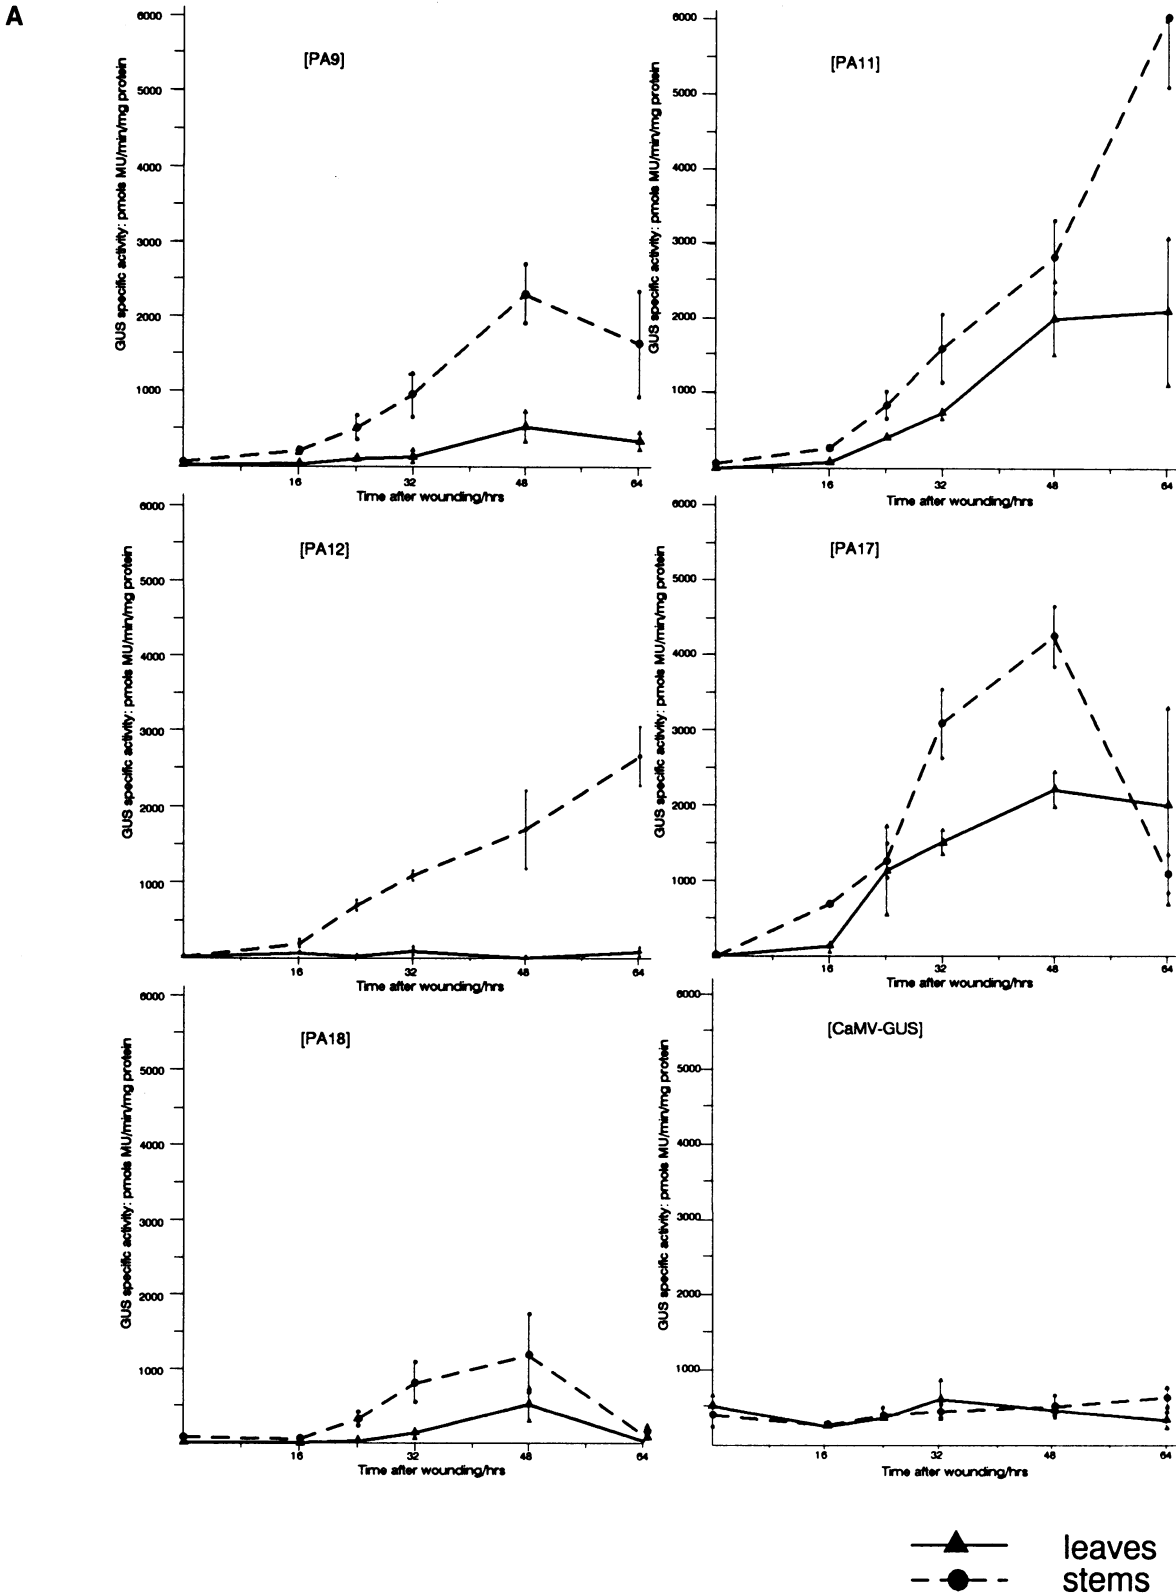 A
[PA9]
GUS specific activity: pmols MU/min/mg protein
6000
5000
4000
3000
2000
1000
16
32
48
64
Time after wounding/hrs
[PA11]
GUS specific activity: pmols MU/min/mg protein
6000
5000
4000
3000
2000
1000
16
32
48
64
Time after wounding/hrs
[PA12]
GUS specific activity: pmols MU/min/mg protein
6000
5000
4000
3000
2000
1000
16
32
48
64
Time after wounding/hrs
[PA17]
GUS specific activity: pmols MU/min/mg protein
6000
5000
4000
3000
2000
1000
16
32
48
64
Time after wounding/hrs
[PA18]
GUS specific activity: pmols MU/min/mg protein
6000
5000
4000
3000
2000
1000
16
32
48
64
Time after wounding/hrs
[CaMV-GUS]
GUS specific activity: pmols MU/min/mg protein
6000
5000
4000
3000
2000
1000
16
32
48
64
Time after wounding/hrs
leaves
stems